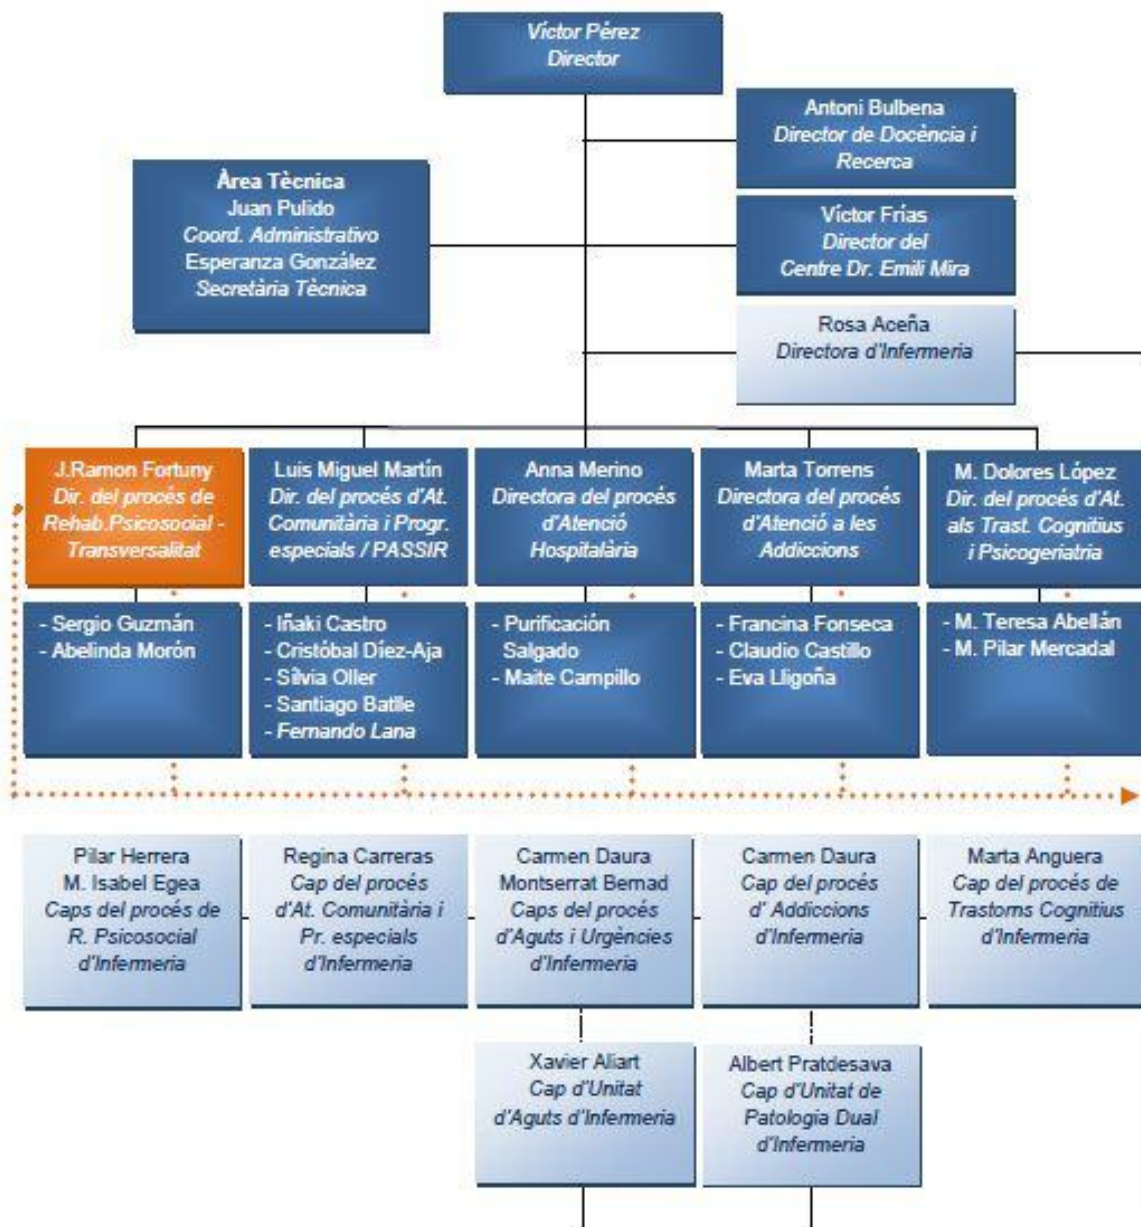 Víctor Pérez
Director
Antoni Bulbena
Director de Docència i
Recerca
Àrea Tècnica
Juan Pulido
Coord. Administrativo
Esperanza González
Secretària Tècnica
Víctor Frías
Director del
Centre Dr. Emili Mira
Rosa Aceña
Directora d'Infermeria
J.Ramon Fortuny
Dir. del procés de
Rehab.Psicosocial -
Transversalitat
Luis Miguel Martín
Dir. del procés d'At.
Comunitària i Progr.
especials / PASSIR
Anna Merino
Directora del procés
d'Atenció
Hospitalària
Marta Torrens
Directora del procés
d'Atenció a les
Addiccions
M. Dolores López
Dir. del procés d'At.
als Trast. Cognitius
i Psicogeriatria
- Sergio Guzmán
- Abelinda Morón
- Iñaki Castro
- Cristóbal Díez-Aja
- Sílvia Oller
- Santiago Batlle
- Fernando Lana
- Purificación
Salgado
- Maite Campillo
- Francina Fonseca
- Claudio Castillo
- Eva Lligoña
- M. Teresa Abellán
- M. Pilar Mercadal
Pilar Herrera
M. Isabel Egea
Caps del procés de
R. Psicosocial
d'Infermeria
Regina Carreras
Cap del procés
d'At. Comunitària i
Pr. especials
d'Infermeria
Carmen Daura
Montserrat Bernad
Caps del procés
d'Aguts i Urgències
d'Infermeria
Carmen Daura
Cap del procés
d' Addiccions
d'Infermeria
Marta Anguera
Cap del procés de
Trastorns Cognitius
d'Infermeria
Xavier Aliart
Cap d'Unitat
d'Aguts d'Infermeria
Albert Pratdesava
Cap d'Unitat de
Patologia Dual
d'Infermeria